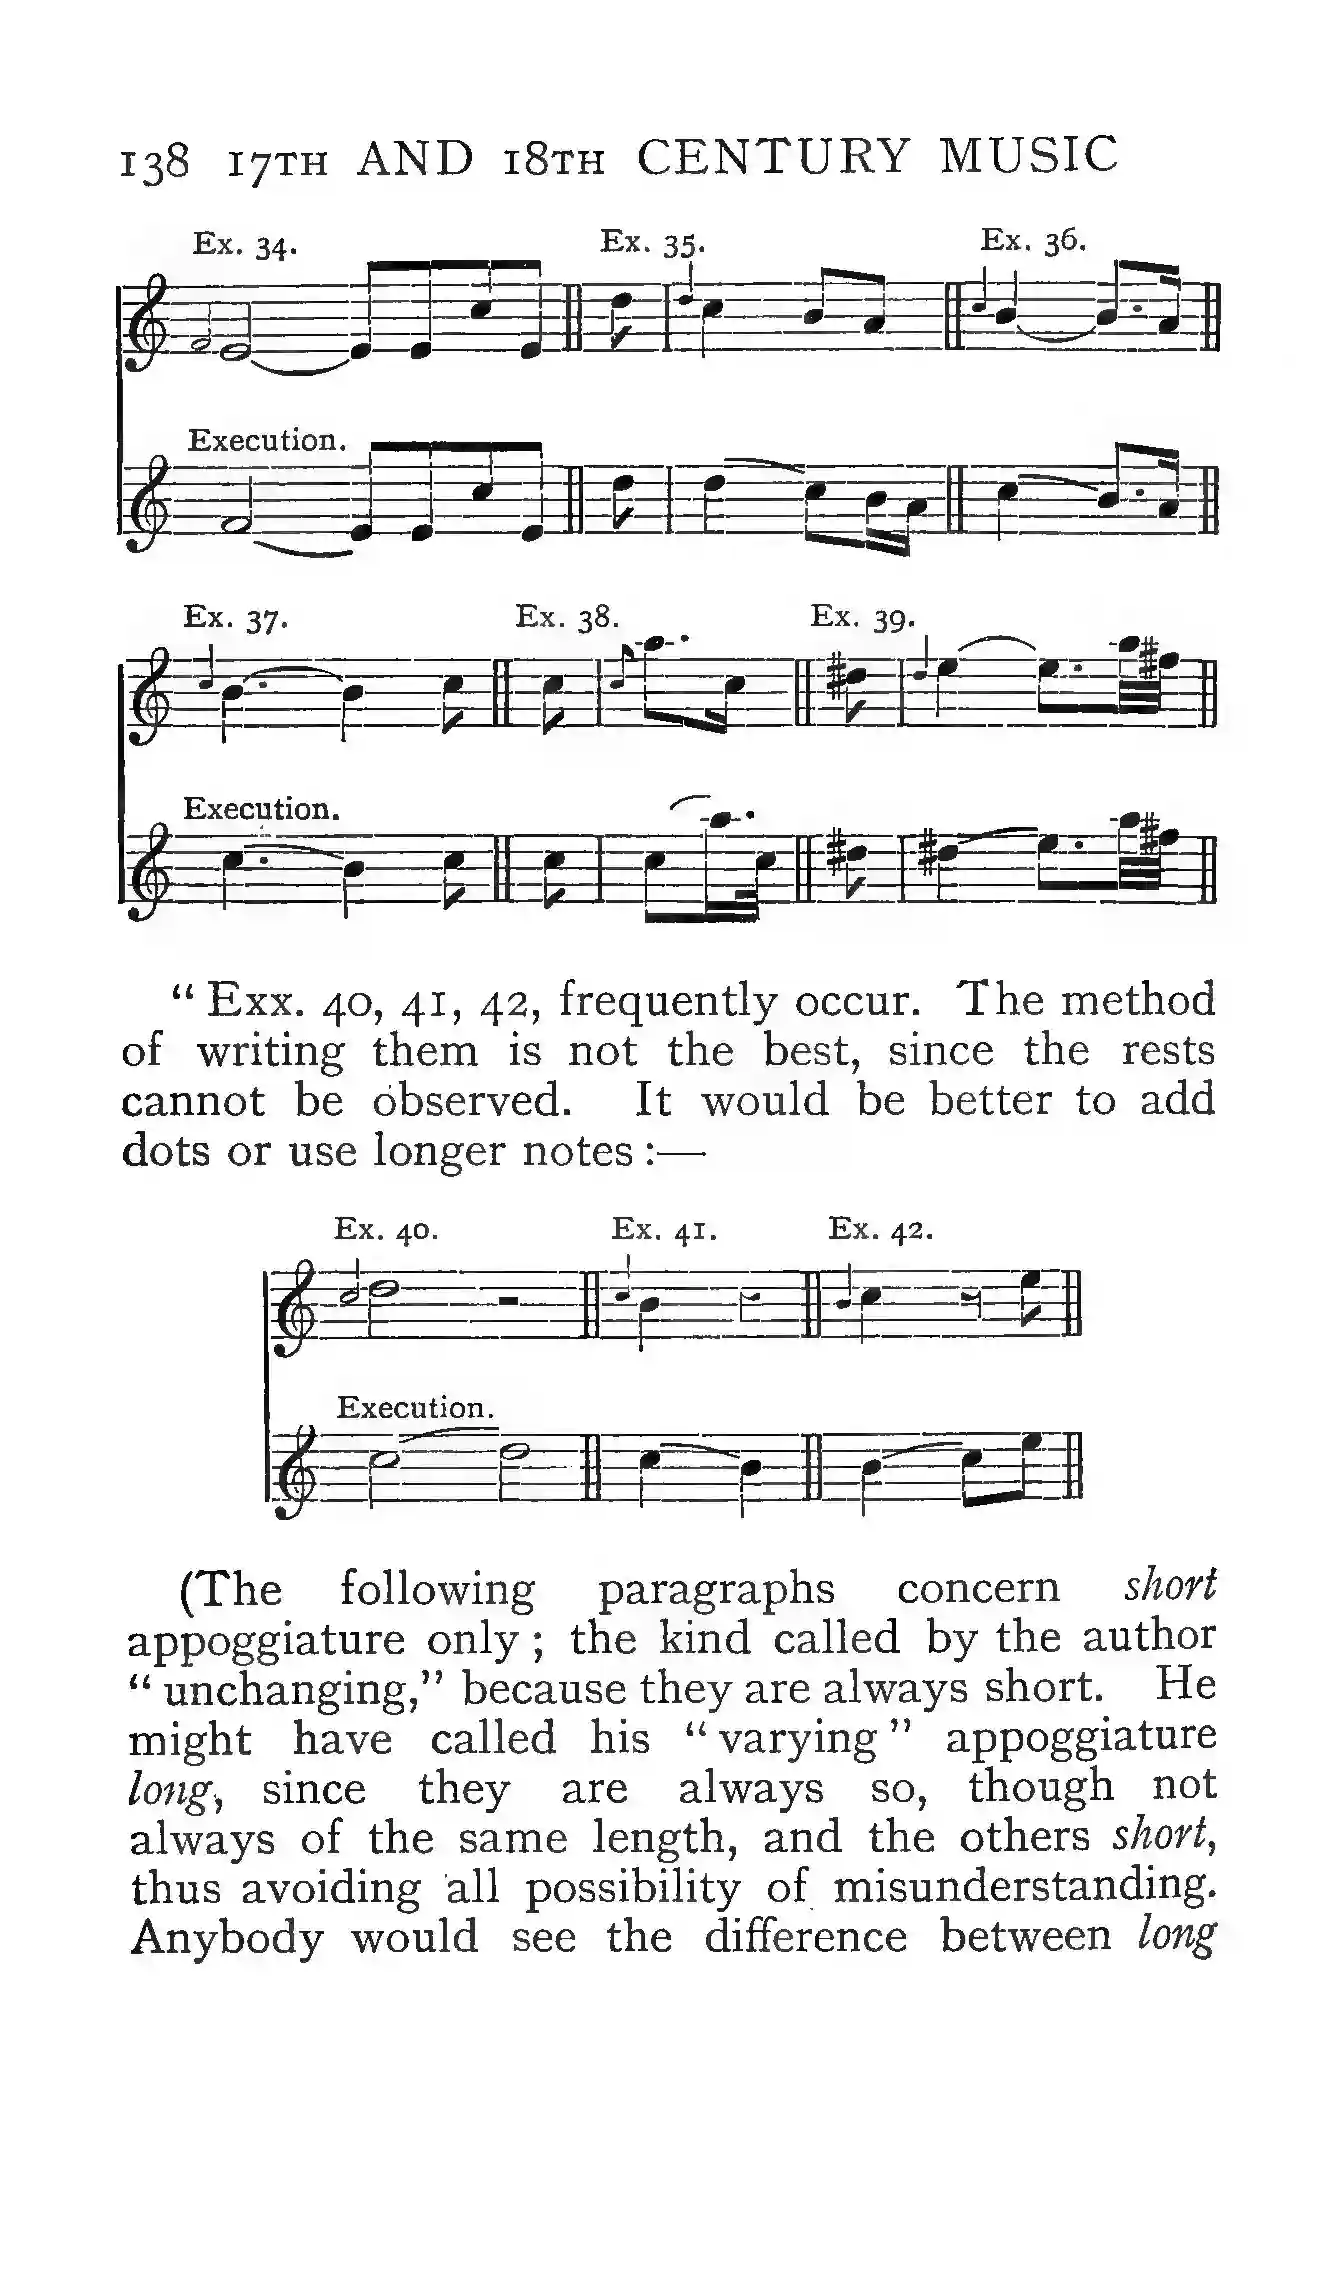 138 17TH AND 18TH CENTURY MUSIC
Ex. 34. Ex. 35. Ex. 36.
Execution.
Ex. 37. Ex. 38. Ex. 39.
Execution.
“ Exx. 40, 41, 42, frequently occur. The method
of writing them is not the best, since the rests
cannot be observed. It would be better to add
dots or use longer notes :—
Ex. 40. Ex. 41. Ex. 42.
Execution.
(The following paragraphs concern short
appoggiature only ; the kind called by the author
“ unchanging,” because they are always short. He
might have called his “ varying ” appoggiature
long, since they are always so, though not
always of the same length, and the others short,
thus avoiding all possibility of misunderstanding.
Anybody would see the difference between long